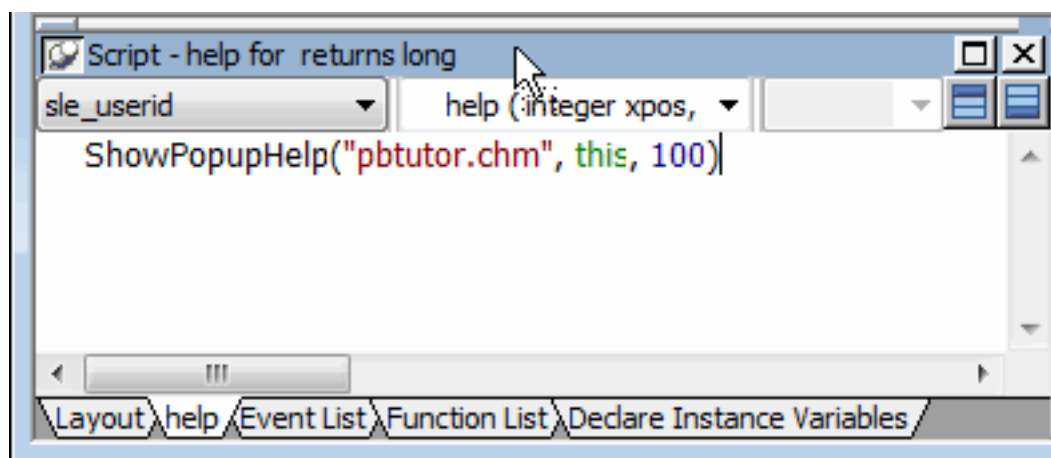 Script - help for returns long
sle_userid help (integer xpos,
ShowPopupHelp("pbtutor.chm", this, 100)
Layout help Event List Function List Declare Instance Variables